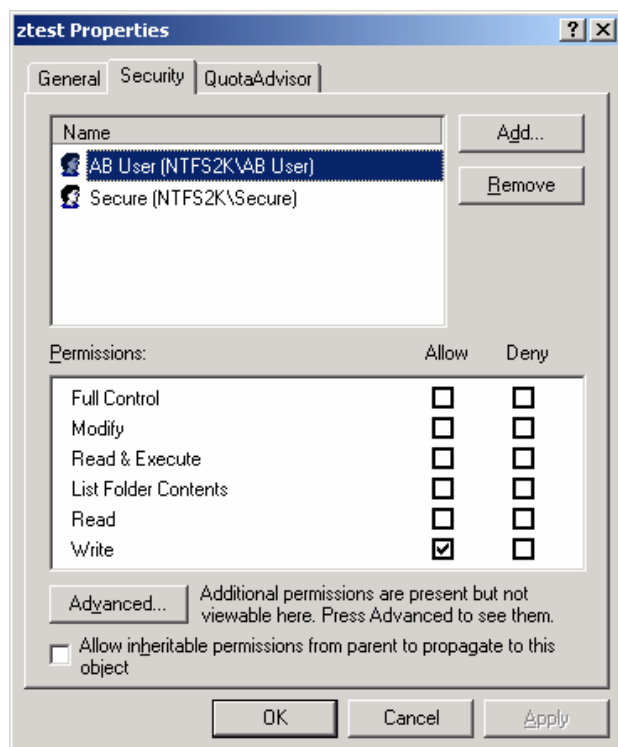 ztest Properties
General Security QuotaAdvisor
Name
AB User (NTFS2K\AB User)
Secure (NTFS2K\Secure)
Add...
Remove
Permissions: Allow Deny
Full Control
Modify
Read & Execute
List Folder Contents
Read
Write
Advanced...
Additional permissions are present but not
viewable here. Press Advanced to see them.
Allow inheritable permissions from parent to propagate to this
object
OK Cancel Apply